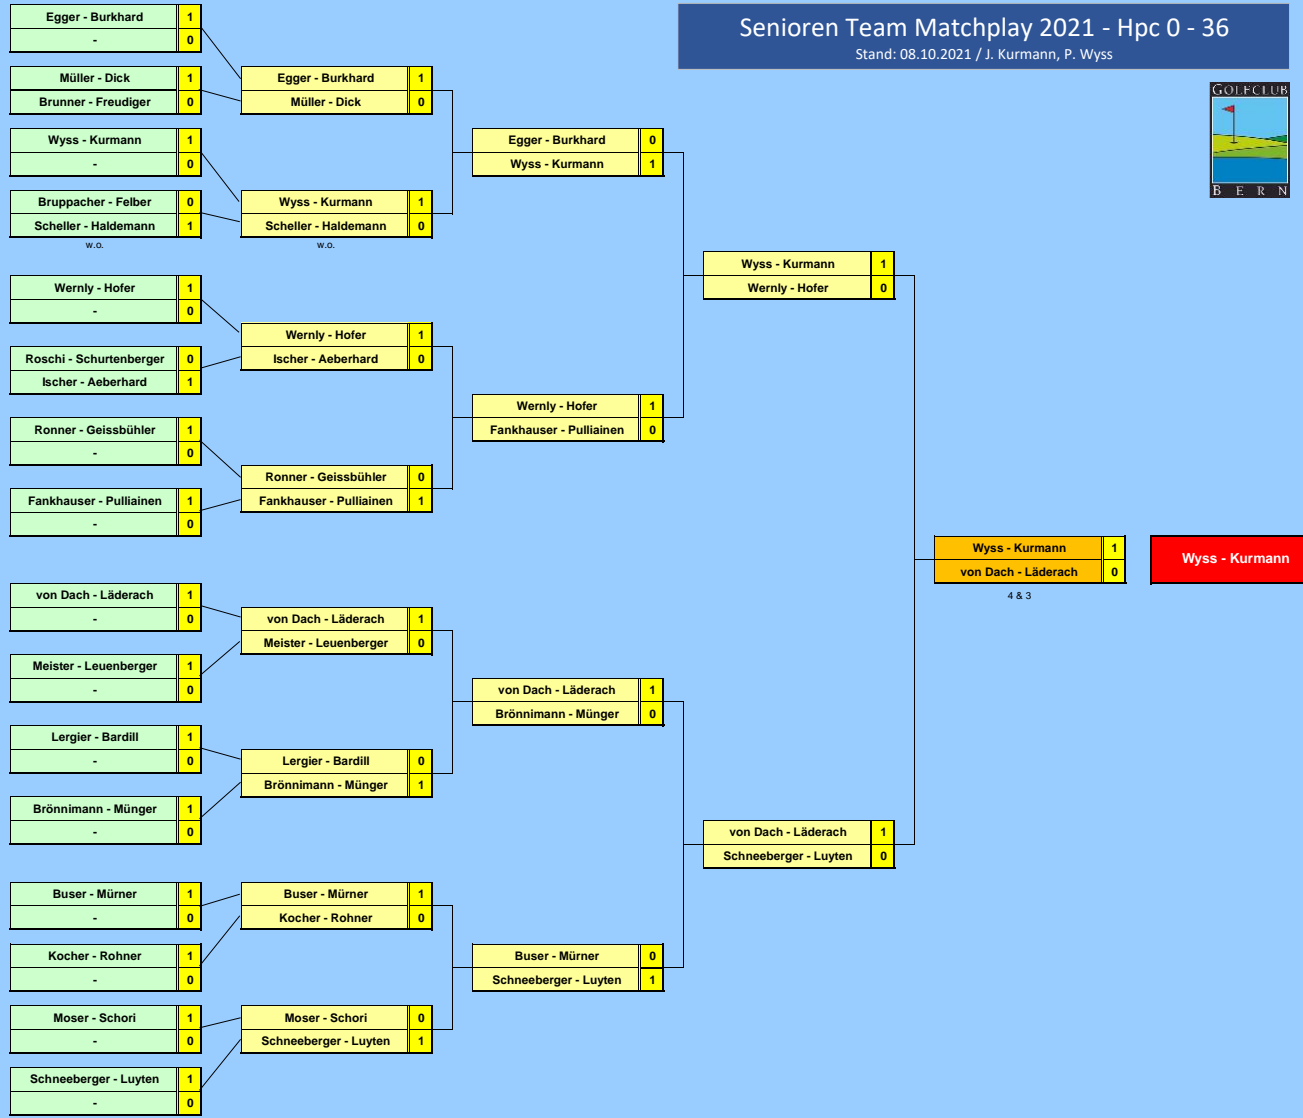 Senioren Team Matchplay 2021 - Hpc 0 - 36
Stand: 08.10.2021 / J. Kurmann, P. Wyss
GOLFCLUB
BERN
Egger - Burkhard 1
- 0
Müller - Dick 1
Brunner - Freudiger 0
Wyss - Kurmann 1
- 0
Bruppacher - Felber 0
Scheller - Haldemann 1
w.o.
Wernly - Hofer 1
- 0
Roschi - Schurtenberger 0
Ischer - Aeberhard 1
Ronner - Geissbühler 1
- 0
Fankhauser - Pulliainen 1
- 0
von Dach - Läderach 1
- 0
Meister - Leuenberger 1
- 0
Lergier - Bardill 1
- 0
Brönnimann - Münger 1
- 0
Buser - Mürner 1
- 0
Kocher - Rohner 1
- 0
Moser - Schori 1
- 0
Schneeberger - Luyten 1
- 0
Egger - Burkhard 1
Müller - Dick 0
Wyss - Kurmann 1
Scheller - Haldemann 0
w.o.
Wernly - Hofer 1
Ischer - Aeberhard 0
Ronner - Geissbühler 0
Fankhauser - Pulliainen 1
von Dach - Läderach 1
Meister - Leuenberger 0
Lergier - Bardill 0
Brönnimann - Münger 1
Buser - Mürner 1
Kocher - Rohner 0
Moser - Schori 0
Schneeberger - Luyten 1
Egger - Burkhard 0
Wyss - Kurmann 1
Wernly - Hofer 1
Fankhauser - Pulliainen 0
von Dach - Läderach 1
Brönnimann - Münger 0
Buser - Mürner 0
Schneeberger - Luyten 1
Wyss - Kurmann 1
Wernly - Hofer 0
von Dach - Läderach 1
Schneeberger - Luyten 0
Wyss - Kurmann 1
von Dach - Läderach 0
4 & 3
Wyss - Kurmann